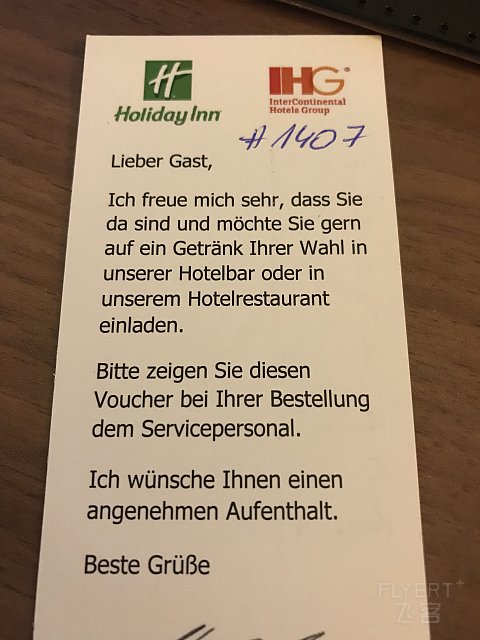 H
Holiday Inn
IHG®
InterContinental
Hotels Group
#1407
Lieber Gast,
Ich freue mich sehr, dass Sie
da sind und möchte Sie gern
auf ein Getränk Ihrer Wahl in
unserer Hotelbar oder in
unserem Hotelrestaurant
einladen.
Bitte zeigen Sie diesen
Voucher bei Ihrer Bestellung
dem Servicepersonal.
Ich wünsche Ihnen einen
angenehmen Aufenthalt.
Beste Grüße
FLYERT+
飞客